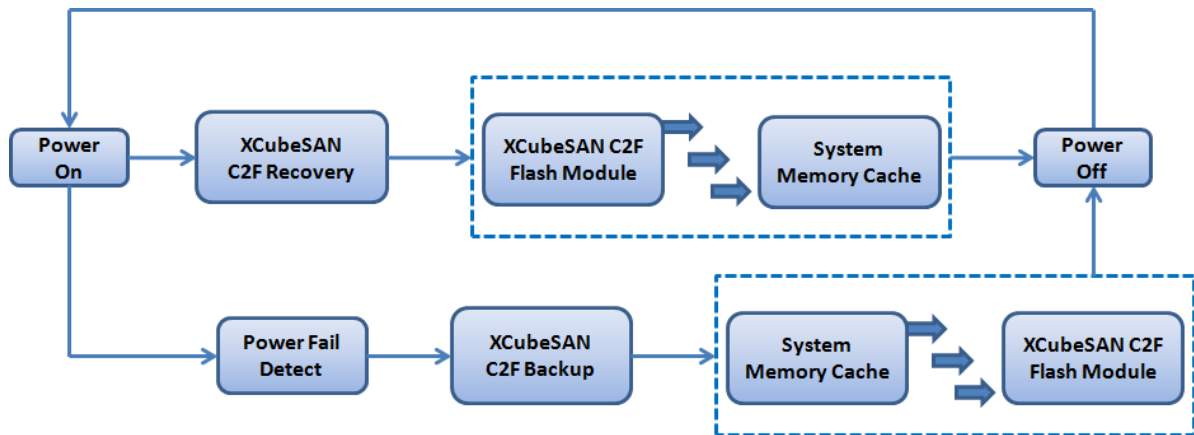 Power
On
XCubeSAN
C2F Recovery
XCubeSAN C2F
Flash Module
System
Memory Cache
Power
Off
Power Fail
Detect
XCubeSAN
C2F Backup
System
Memory Cache
XCubeSAN C2F
Flash Module